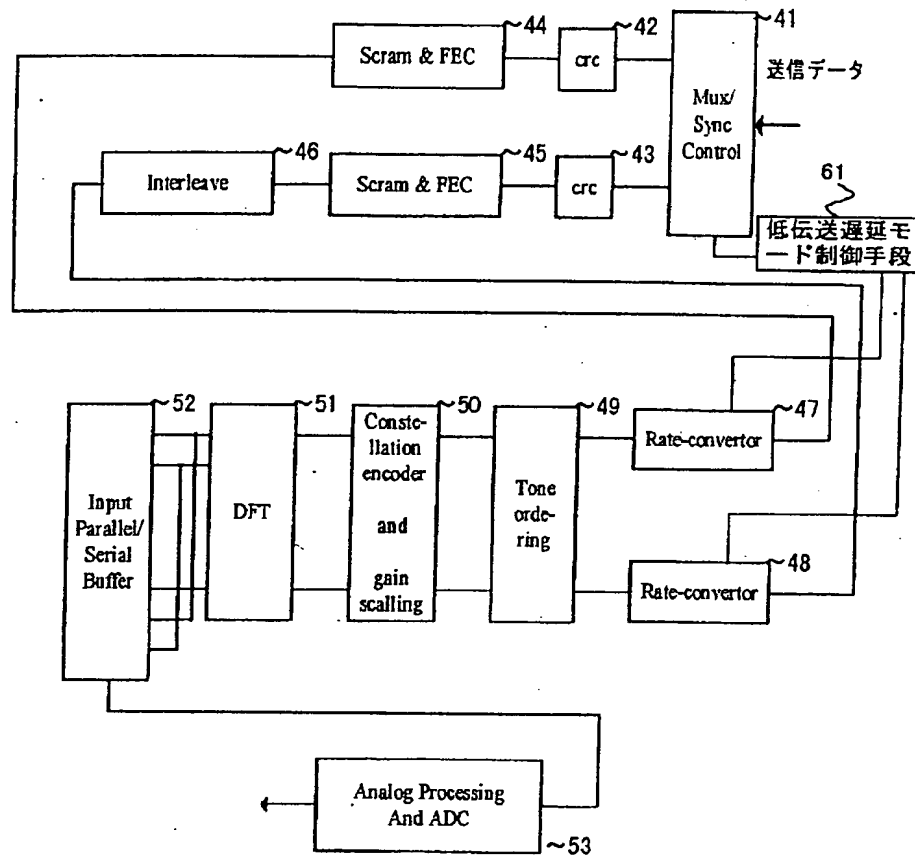 44
Scram & FEC
42
crc
41
送信データ
Mux/
Sync
Control
46
Interleave
45
Scram & FEC
43
crc
61
低伝送遅延モ
ード制御手段
52
Input
Parallel/
Serial
Buffer
51
DFT
50
Conste-
llation
encoder
and
gain
scalling
49
Tone
orde-
ring
47
Rate-convertor
48
Rate-convertor
Analog Processing
And ADC
53